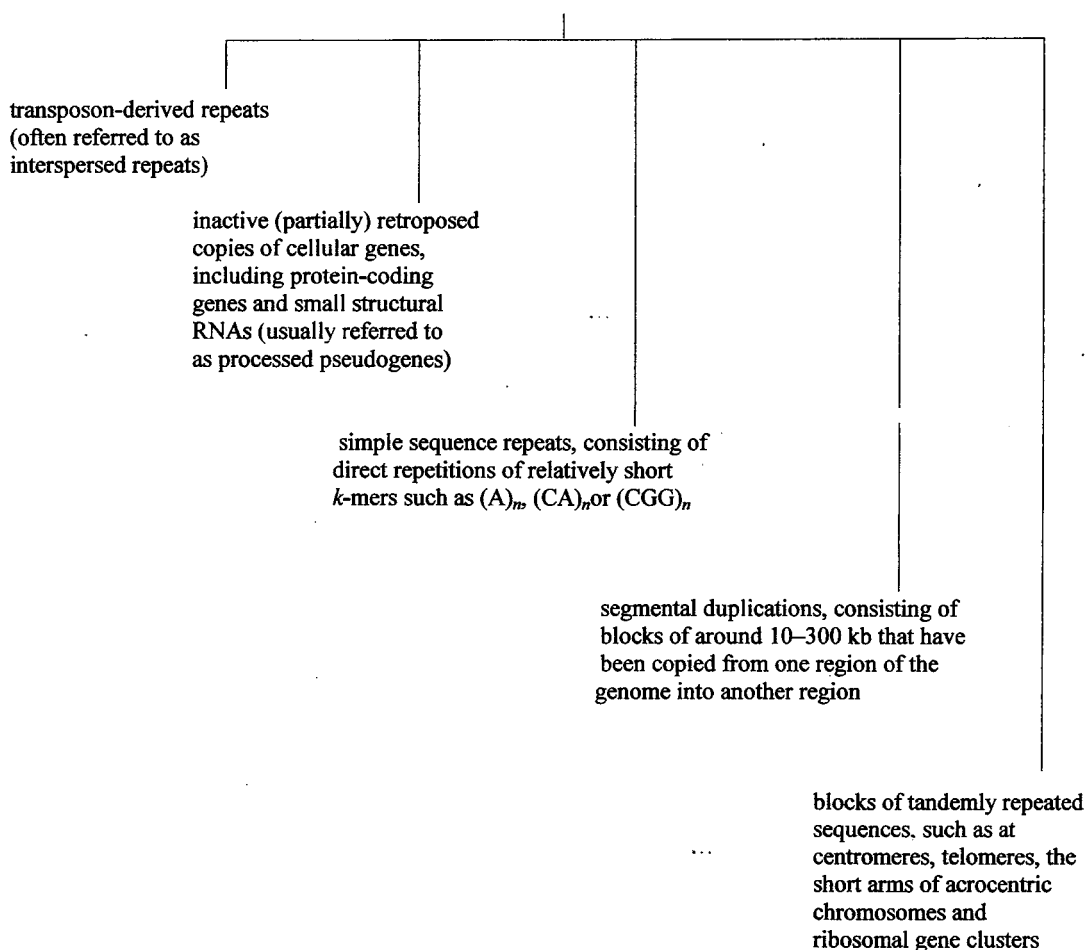 transposon-derived repeats
(often referred to as
interspersed repeats)
inactive (partially) retroposed
copies of cellular genes,
including protein-coding
genes and small structural
RNAs (usually referred to
as processed pseudogenes)
simple sequence repeats, consisting of
direct repetitions of relatively short
k-mers such as (A)n, (CA)nor (CGG)n
segmental duplications, consisting of
blocks of around 10–300 kb that have
been copied from one region of the
genome into another region
blocks of tandemly repeated
sequences, such as at
centromeres, telomeres, the
short arms of acrocentric
chromosomes and
ribosomal gene clusters